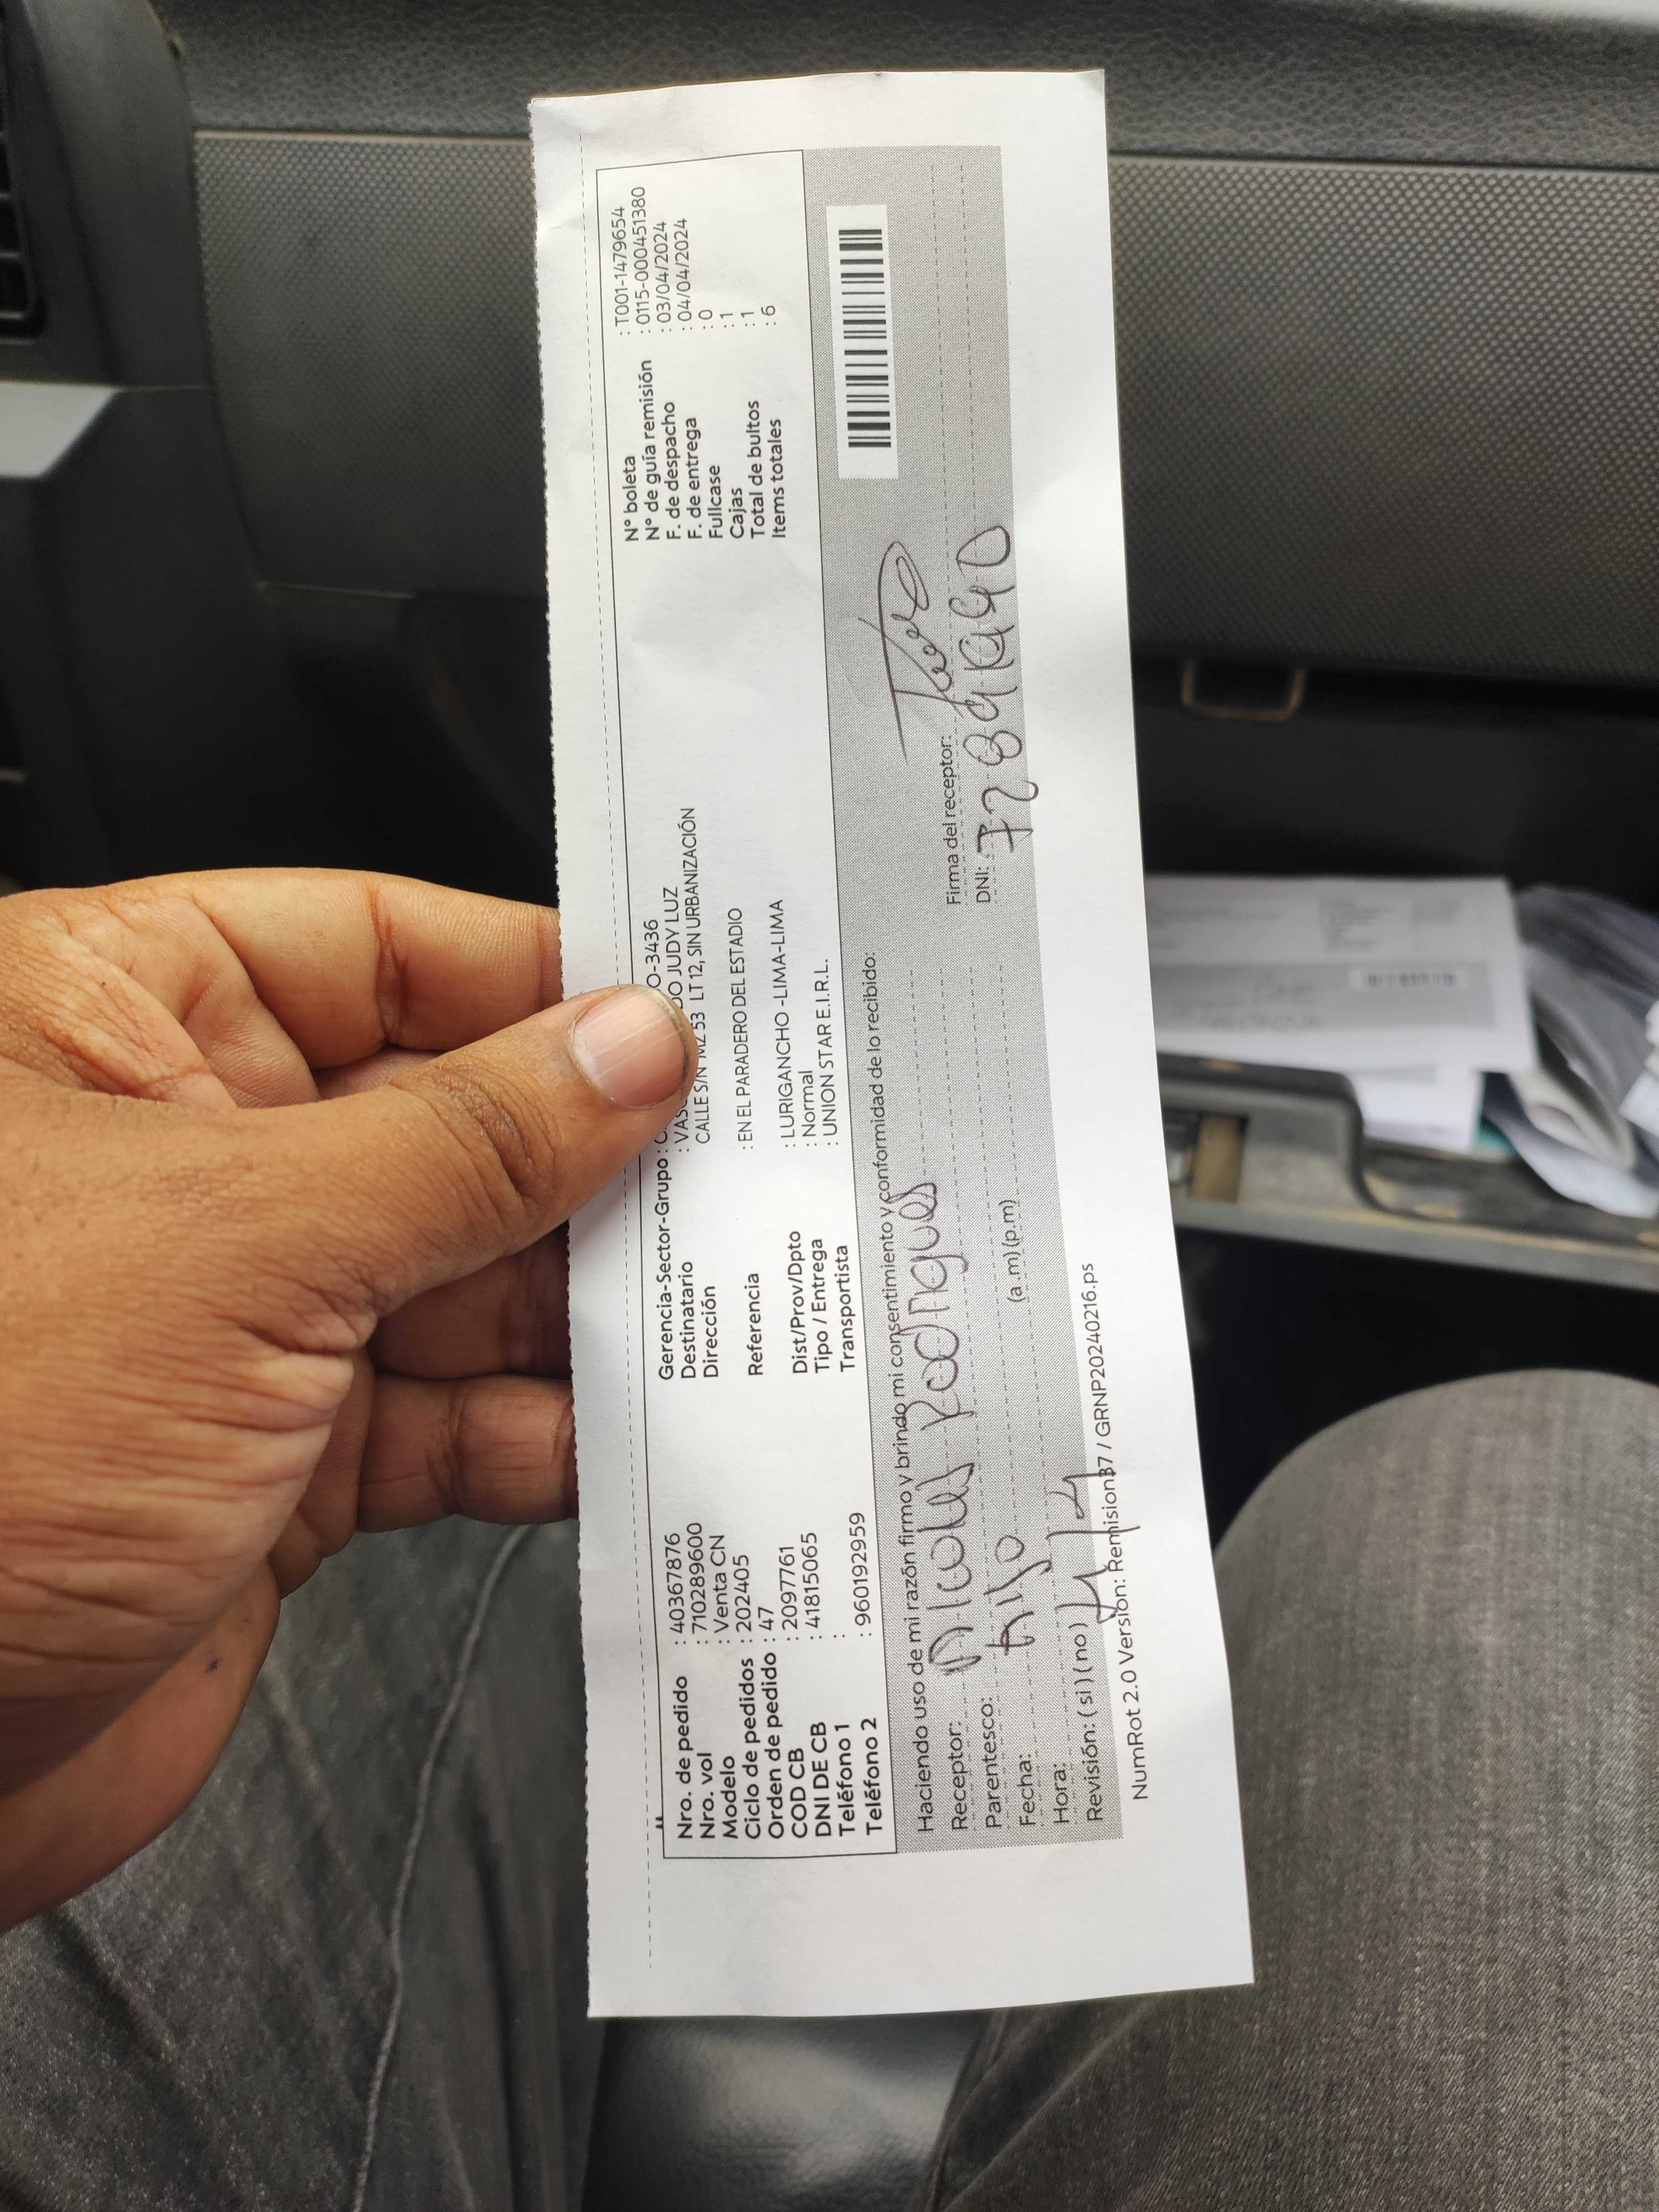 Nro. de pedido : 40367876
Nro. vol : 710289600
Modelo : Venta CN
Ciclo de pedidos : 202405
Orden de pedido : 47
COD CB : 2097761
DNI DE CB : 41815065
Teléfono 1 :
Teléfono 2 : 960192959
Gerencia-Sector-Grupo : O-3436
Destinatario : JUDY LUZ
Dirección CALLE S/N MZ 53 LT 12, SIN URBANIZACIÓN
Referencia : EN EL PARADERO DEL ESTADIO
Dist/Prov/Dpto : LURIGANCHO -LIMA-LIMA
Tipo / Entrega : Normal
Transportista : UNION STAR E.I.R.L.
N° boleta : T001-1479654
N° de guía remisión : 0115-000451380
F. de despacho : 03/04/2024
F. de entrega : 04/04/2024
Fullcase : 0
Cajas : 1
Total de bultos : 1
Items totales : 6
Haciendo uso de mi razón firmo y brindo mi consentimiento y conformidad de lo recibido:
Receptor: Rodrigues
Parentesco: hijo
Fecha: 4/4
Hora: (a.m) (p.m)
Revisión: ( si ) ( no )
Firma del receptor:
DNI:
NumRot 2.0 Versión: Remision37 / GRNP20240216.ps